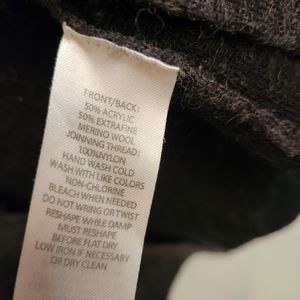 FRONT/BACK:
50% ACRYLIC
50% EXTRAFINE
MERINO WOOL
JOINNING THREAD:
100%NYLON
HAND WASH COLD
WASH WITH LIKE COLORS
NON-CHLORINE
BLEACH WHEN NEEDED
DO NOT WRING OR TWIST
RESHAPE WHILE DAMP
MUST RESHAPE
BEFORE FLAT DRY
LOW IRON IF NECESSARY
OR DRY CLEAN